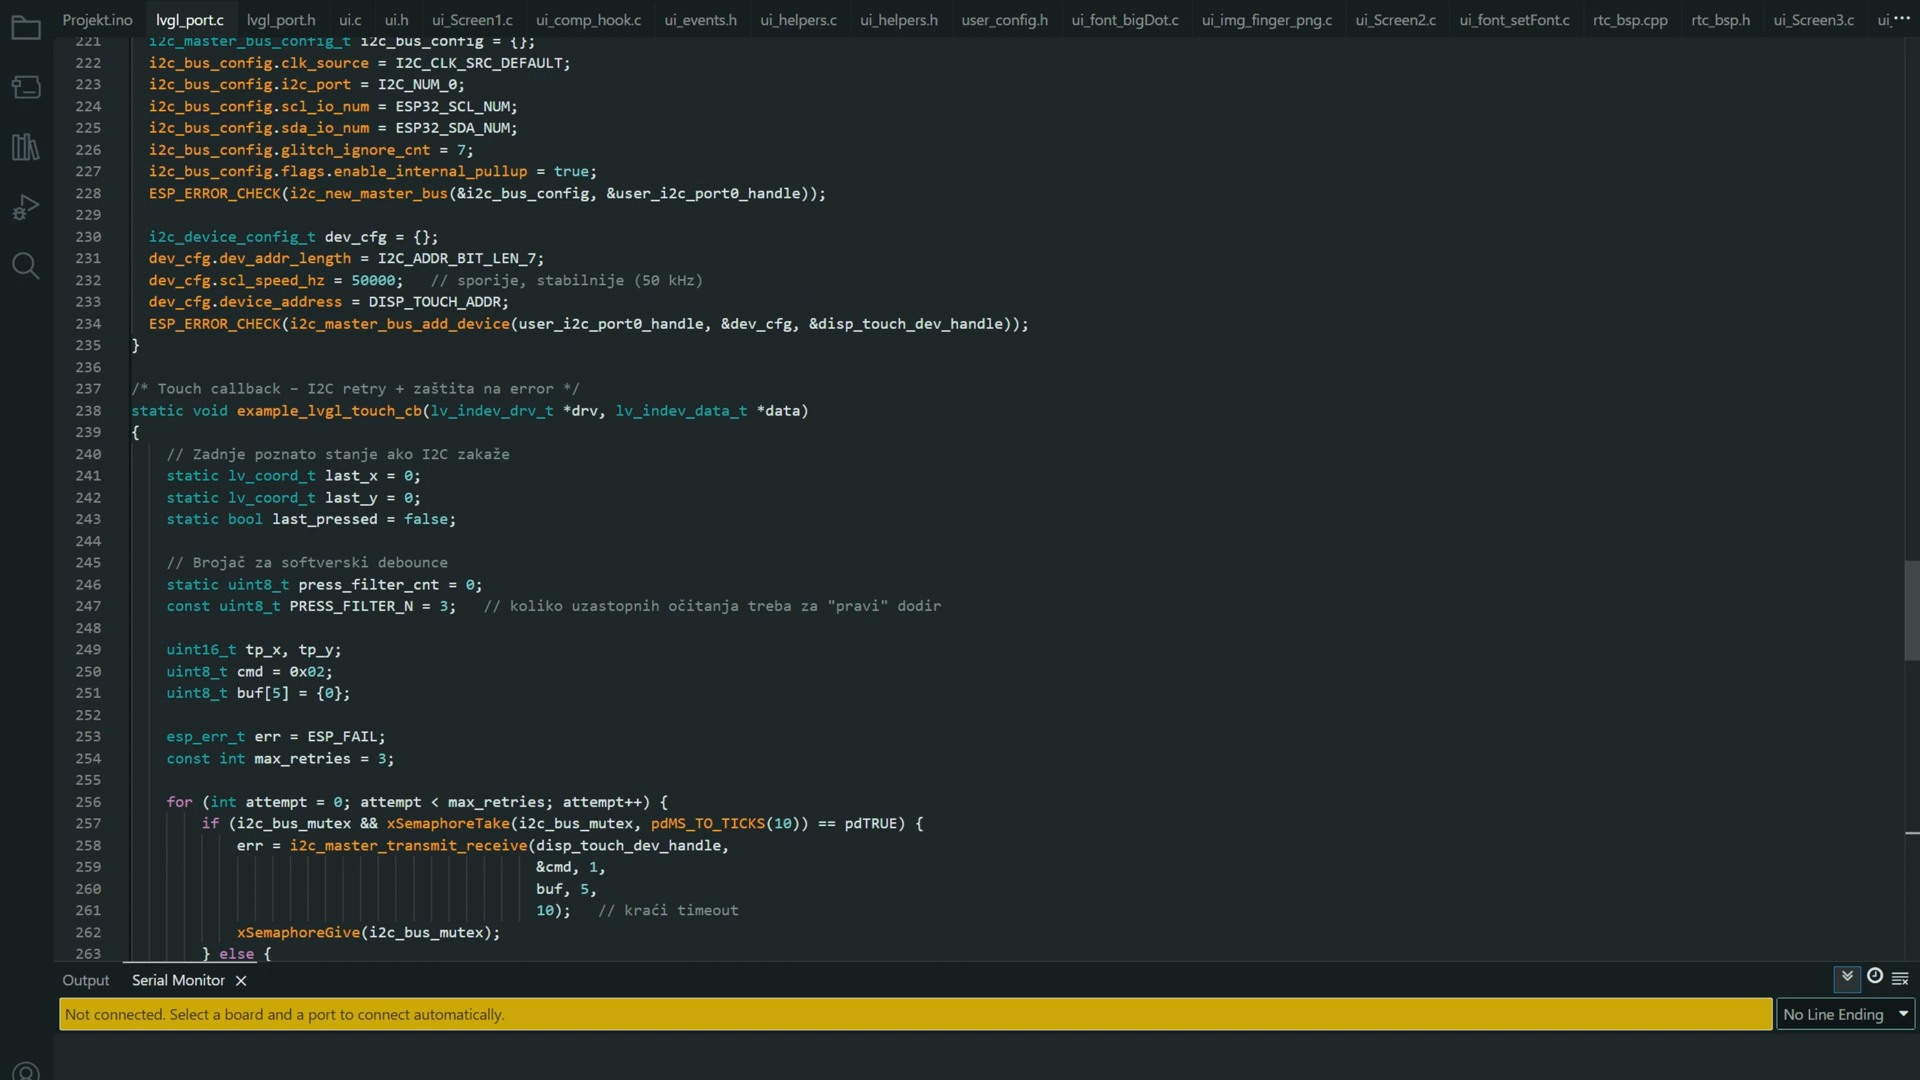 Projekt.ino lvgl_port.c lvgl_port.h ui.c ui.h ui_Screen1.c ui_comp_hook.c ui_events.h ui_helpers.c ui_helpers.h user_config.h ui_font_bigDot.c ui_img_finger_png.c ui_Screen2.c ui_font_setFont.c rtc_bsp.cpp rtc_bsp.h ui_Screen3.c ui_ ...
221 i2c_master_bus_config_t i2c_bus_config = {};
222 i2c_bus_config.clk_source = I2C_CLK_SRC_DEFAULT;
223 i2c_bus_config.i2c_port = I2C_NUM_0;
224 i2c_bus_config.scl_io_num = ESP32_SCL_NUM;
225 i2c_bus_config.sda_io_num = ESP32_SDA_NUM;
226 i2c_bus_config.glitch_ignore_cnt = 7;
227 i2c_bus_config.flags.enable_internal_pullup = true;
228 ESP_ERROR_CHECK(i2c_new_master_bus(&i2c_bus_config, &user_i2c_port0_handle));
229
230 i2c_device_config_t dev_cfg = {};
231 dev_cfg.dev_addr_length = I2C_ADDR_BIT_LEN_7;
232 dev_cfg.scl_speed_hz = 50000;   // sporije, stabilnije (50 kHz)
233 dev_cfg.device_address = DISP_TOUCH_ADDR;
234 ESP_ERROR_CHECK(i2c_master_bus_add_device(user_i2c_port0_handle, &dev_cfg, &disp_touch_dev_handle));
235 }
236
237 /* Touch callback – I2C retry + zaštita na error */
238 static void example_lvgl_touch_cb(lv_indev_drv_t *drv, lv_indev_data_t *data)
239 {
240 // Zadnje poznato stanje ako I2C zakaže
241 static lv_coord_t last_x = 0;
242 static lv_coord_t last_y = 0;
243 static bool last_pressed = false;
244
245 // Brojač za softverski debounce
246 static uint8_t press_filter_cnt = 0;
247 const uint8_t PRESS_FILTER_N = 3;   // koliko uzastopnih očitanja treba za "pravi" dodir
248
249 uint16_t tp_x, tp_y;
250 uint8_t cmd = 0x02;
251 uint8_t buf[5] = {0};
252
253 esp_err_t err = ESP_FAIL;
254 const int max_retries = 3;
255
256 for (int attempt = 0; attempt < max_retries; attempt++) {
257 if (i2c_bus_mutex && xSemaphoreTake(i2c_bus_mutex, pdMS_TO_TICKS(10)) == pdTRUE) {
258 err = i2c_master_transmit_receive(disp_touch_dev_handle,
259 &cmd, 1,
260 buf, 5,
261 10);   // kraći timeout
262 xSemaphoreGive(i2c_bus_mutex);
263 } else {
Output Serial Monitor
Not connected. Select a board and a port to connect automatically.
No Line Ending